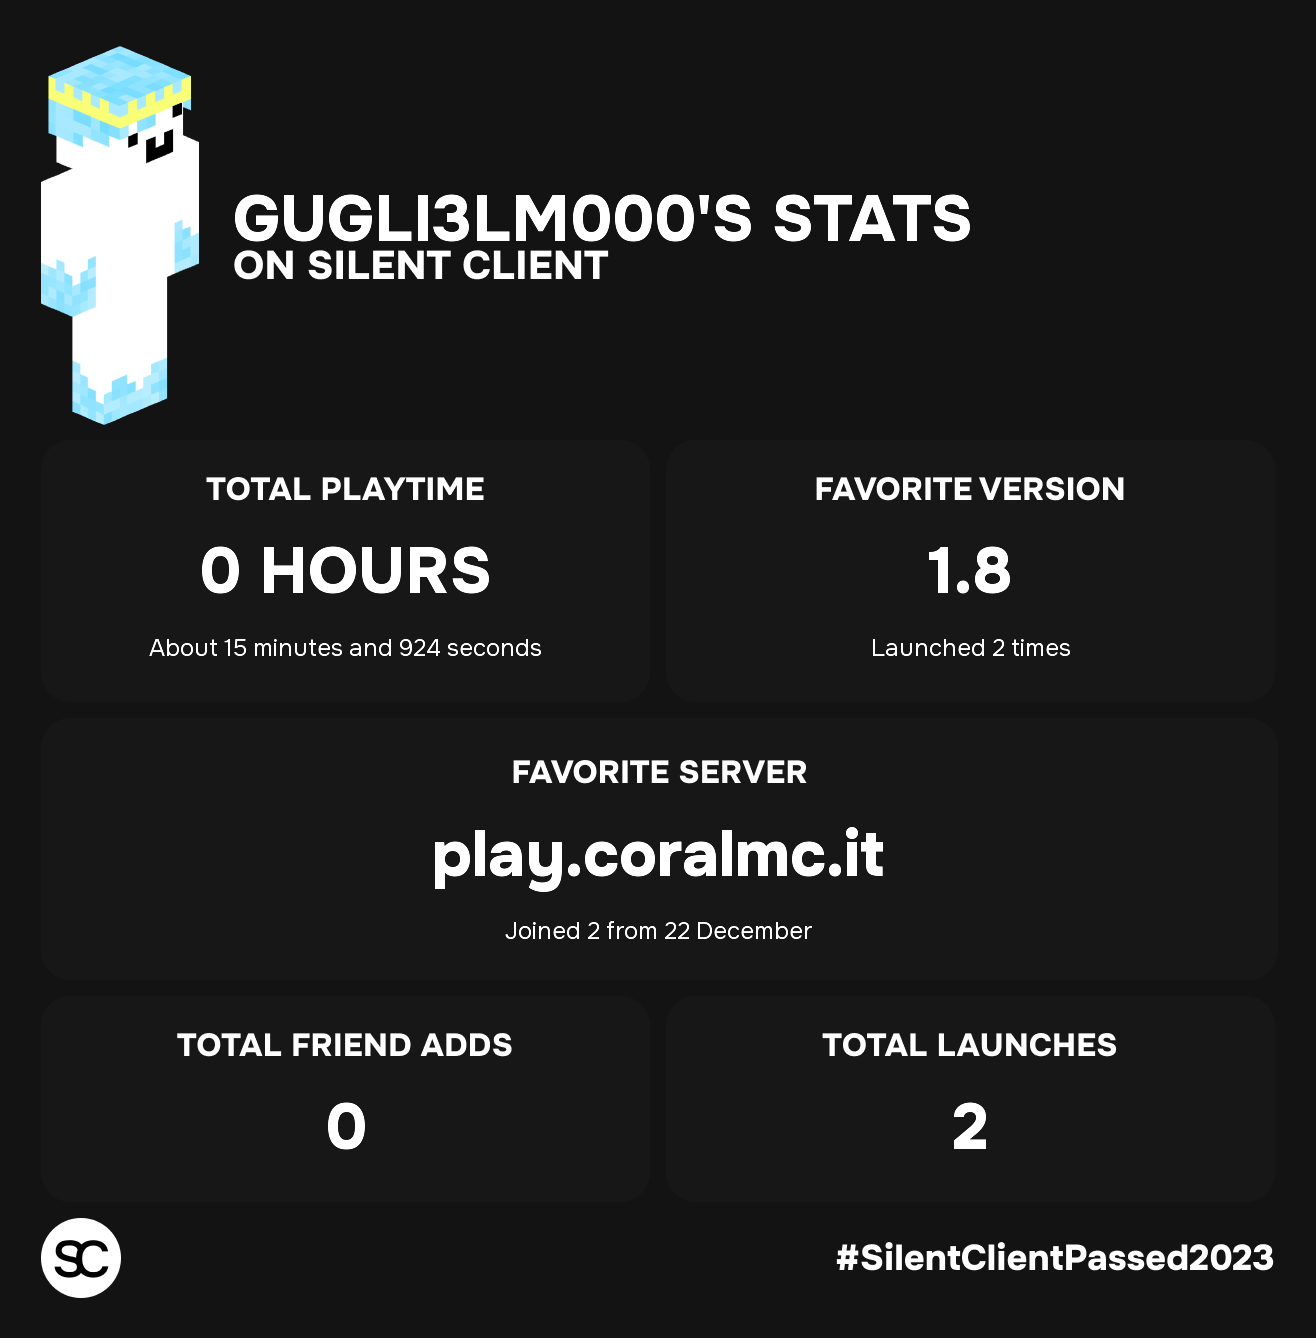 GUGLI3LM000'S STATS
ON SILENT CLIENT
TOTAL PLAYTIME
0 HOURS
About 15 minutes and 924 seconds
FAVORITE VERSION
1.8
Launched 2 times
FAVORITE SERVER
play.coralmc.it
Joined 2 from 22 December
TOTAL FRIEND ADDS
0
TOTAL LAUNCHES
2
SC
#SilentClientPassed2023